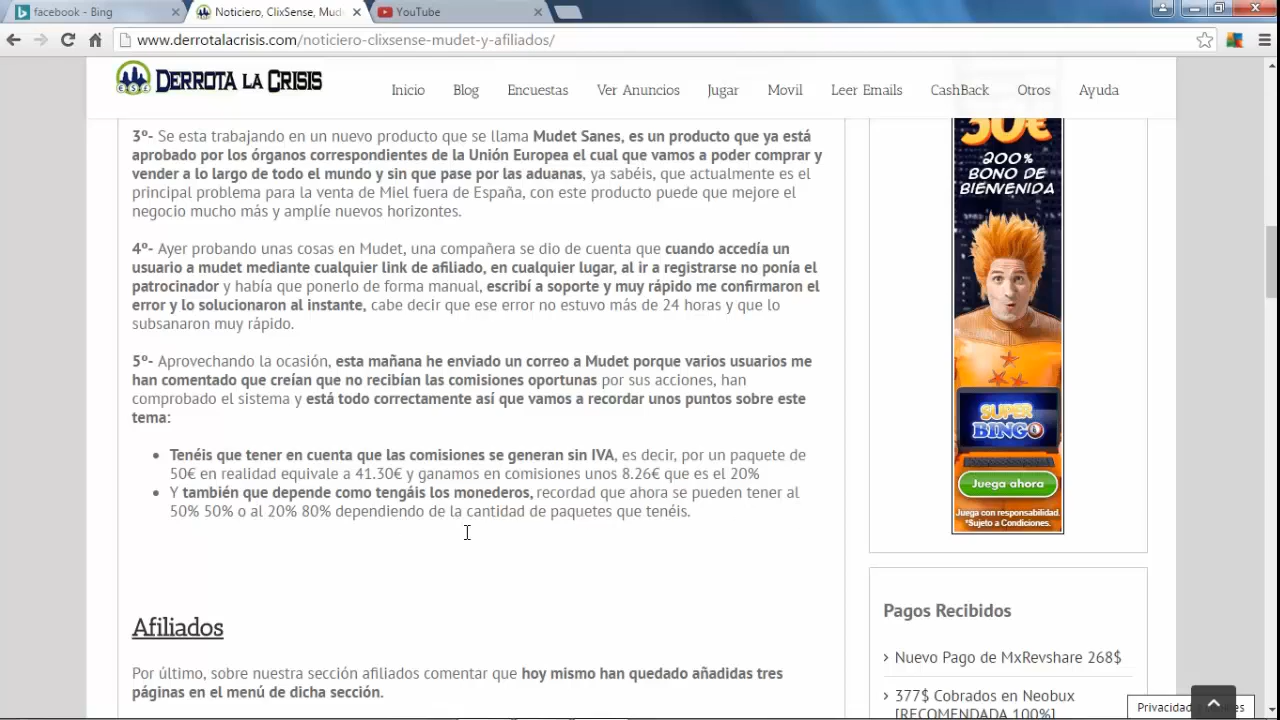 facebook - Bing
Noticiero, ClixSense, Mud
YouTube
www.derrotalacrisis.com/noticiero-clixsense-mudet-y-afiliados/
DERROTA LA CRISIS
Inicio Blog Encuestas Ver Anuncios Jugar Movil Leer Emails CashBack Otros Ayuda
3º- Se esta trabajando en un nuevo producto que se llama Mudet Sanes, es un producto que ya está
aprobado por los órganos correspondientes de la Unión Europea el cual que vamos a poder comprar y
vender a lo largo de todo el mundo y sin que pase por las aduanas, ya sabéis, que actualmente es el
principal problema para la venta de Miel fuera de España, con este producto puede que mejore el
negocio mucho más y amplíe nuevos horizontes.
4º- Ayer probando unas cosas en Mudet, una compañera se dio de cuenta que cuando accedía un
usuario a mudet mediante cualquier link de afiliado, en cualquier lugar, al ir a registrarse no ponía el
patrocinador y había que ponerlo de forma manual, escribí a soporte y muy rápido me confirmaron el
error y lo solucionaron al instante, cabe decir que ese error no estuvo más de 24 horas y que lo
subsanaron muy rápido.
5º- Aprovechando la ocasión, esta mañana he enviado un correo a Mudet porque varios usuarios me
han comentado que creían que no recibían las comisiones oportunas por sus acciones, han
comprobado el sistema y está todo correctamente así que vamos a recordar unos puntos sobre este
tema:
Tenéis que tener en cuenta que las comisiones se generan sin IVA, es decir, por un paquete de
50€ en realidad equivale a 41.30€ y ganamos en comisiones unos 8.26€ que es el 20%
Y también que depende como tengáis los monederos, recordad que ahora se pueden tener al
50% 50% o al 20% 80% dependiendo de la cantidad de paquetes que tenéis.
Afiliados
Por último, sobre nuestra sección afiliados comentar que hoy mismo han quedado añadidas tres
páginas en el menú de dicha sección.
30€
200%
BONO DE
BIENVENIDA
SUPER
BINGO
Juega ahora
Juega con responsabilidad.
*Sujeto a Condiciones.
Pagos Recibidos
Nuevo Pago de MxRevshare 268$
377$ Cobrados en Neobux
[RECOMENDADA 100%]
Privacidad